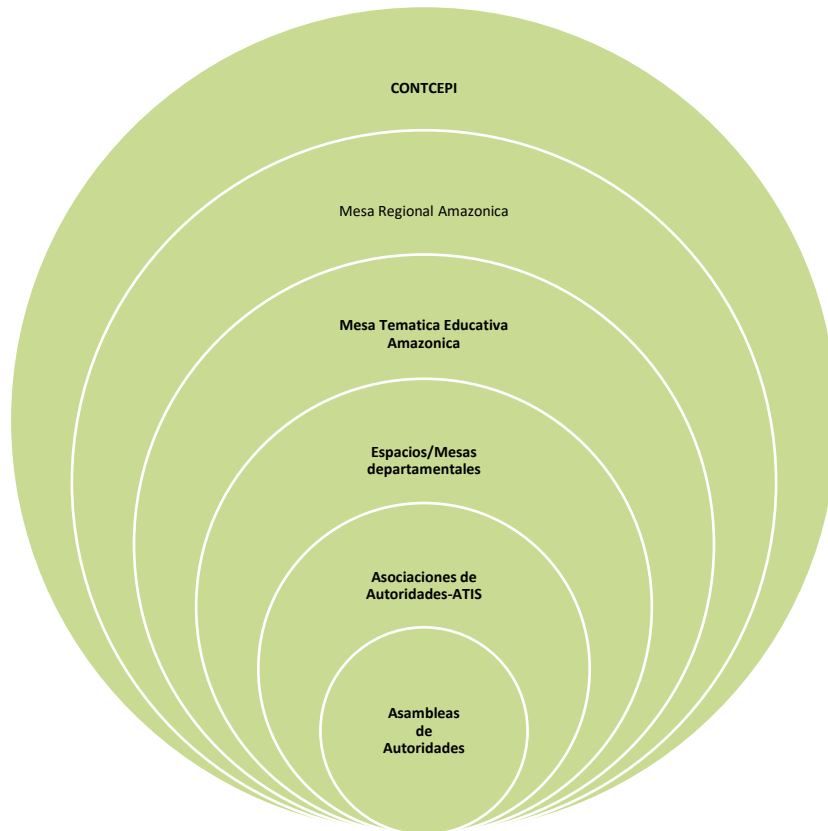 CONTCEPI
Mesa Regional Amazonica
Mesa Tematica Educativa
Amazonica
Espacios/Mesas
departamentales
Asociaciones de
Autoridades-ATIS
Asambleas
de
Autoridades